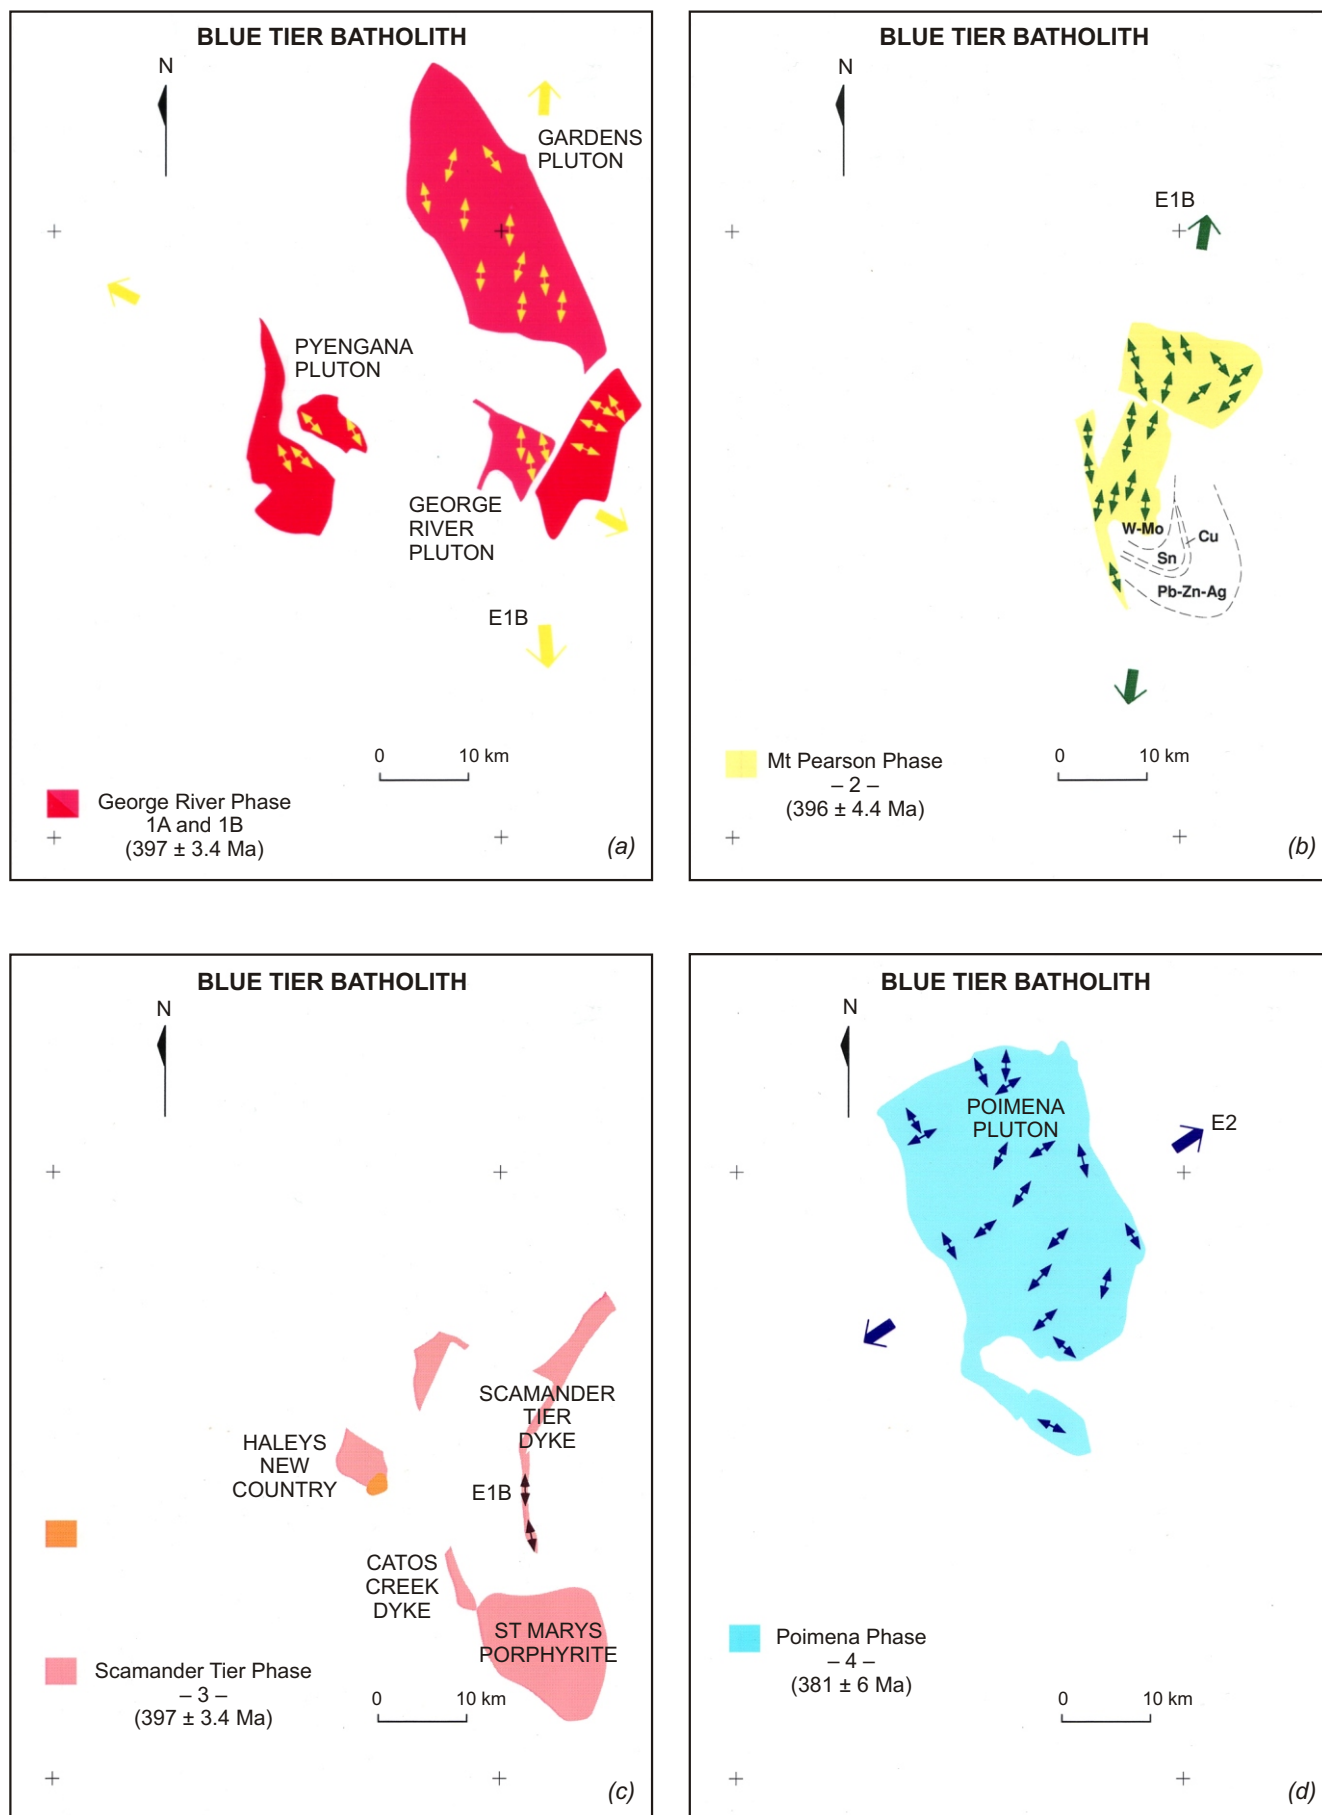 BLUE TIER BATHOLITH
N
GARDENS
PLUTON
PYENGANA
PLUTON
GEORGE
RIVER
PLUTON
E1B
0 10 km
George River Phase
1A and 1B
(397 ± 3.4 Ma)
(a)
BLUE TIER BATHOLITH
N
E1B
W-Mo
Cu
Sn
Pb-Zn-Ag
0 10 km
Mt Pearson Phase
– 2 –
(396 ± 4.4 Ma)
(b)
BLUE TIER BATHOLITH
N
SCAMANDER
TIER
DYKE
HALEYS
NEW
COUNTRY
E1B
CATOS
CREEK
DYKE
ST MARYS
PORPHYRITE
Scamander Tier Phase
– 3 –
(397 ± 3.4 Ma)
0 10 km
(c)
BLUE TIER BATHOLITH
N
POIMENA
PLUTON
E2
Poimena Phase
– 4 –
(381 ± 6 Ma)
0 10 km
(d)